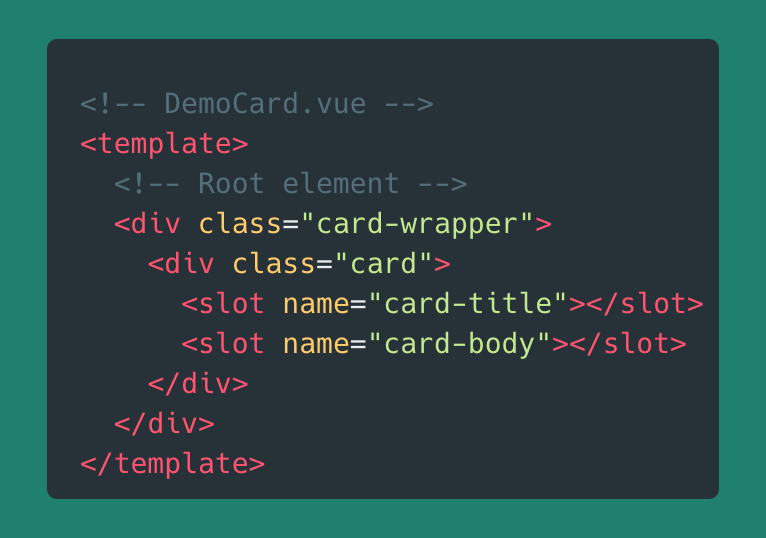 <!-- DemoCard.vue -->
<template>
  <!-- Root element -->
  <div class="card-wrapper">
    <div class="card">
      <slot name="card-title"></slot>
      <slot name="card-body"></slot>
    </div>
  </div>
</template>